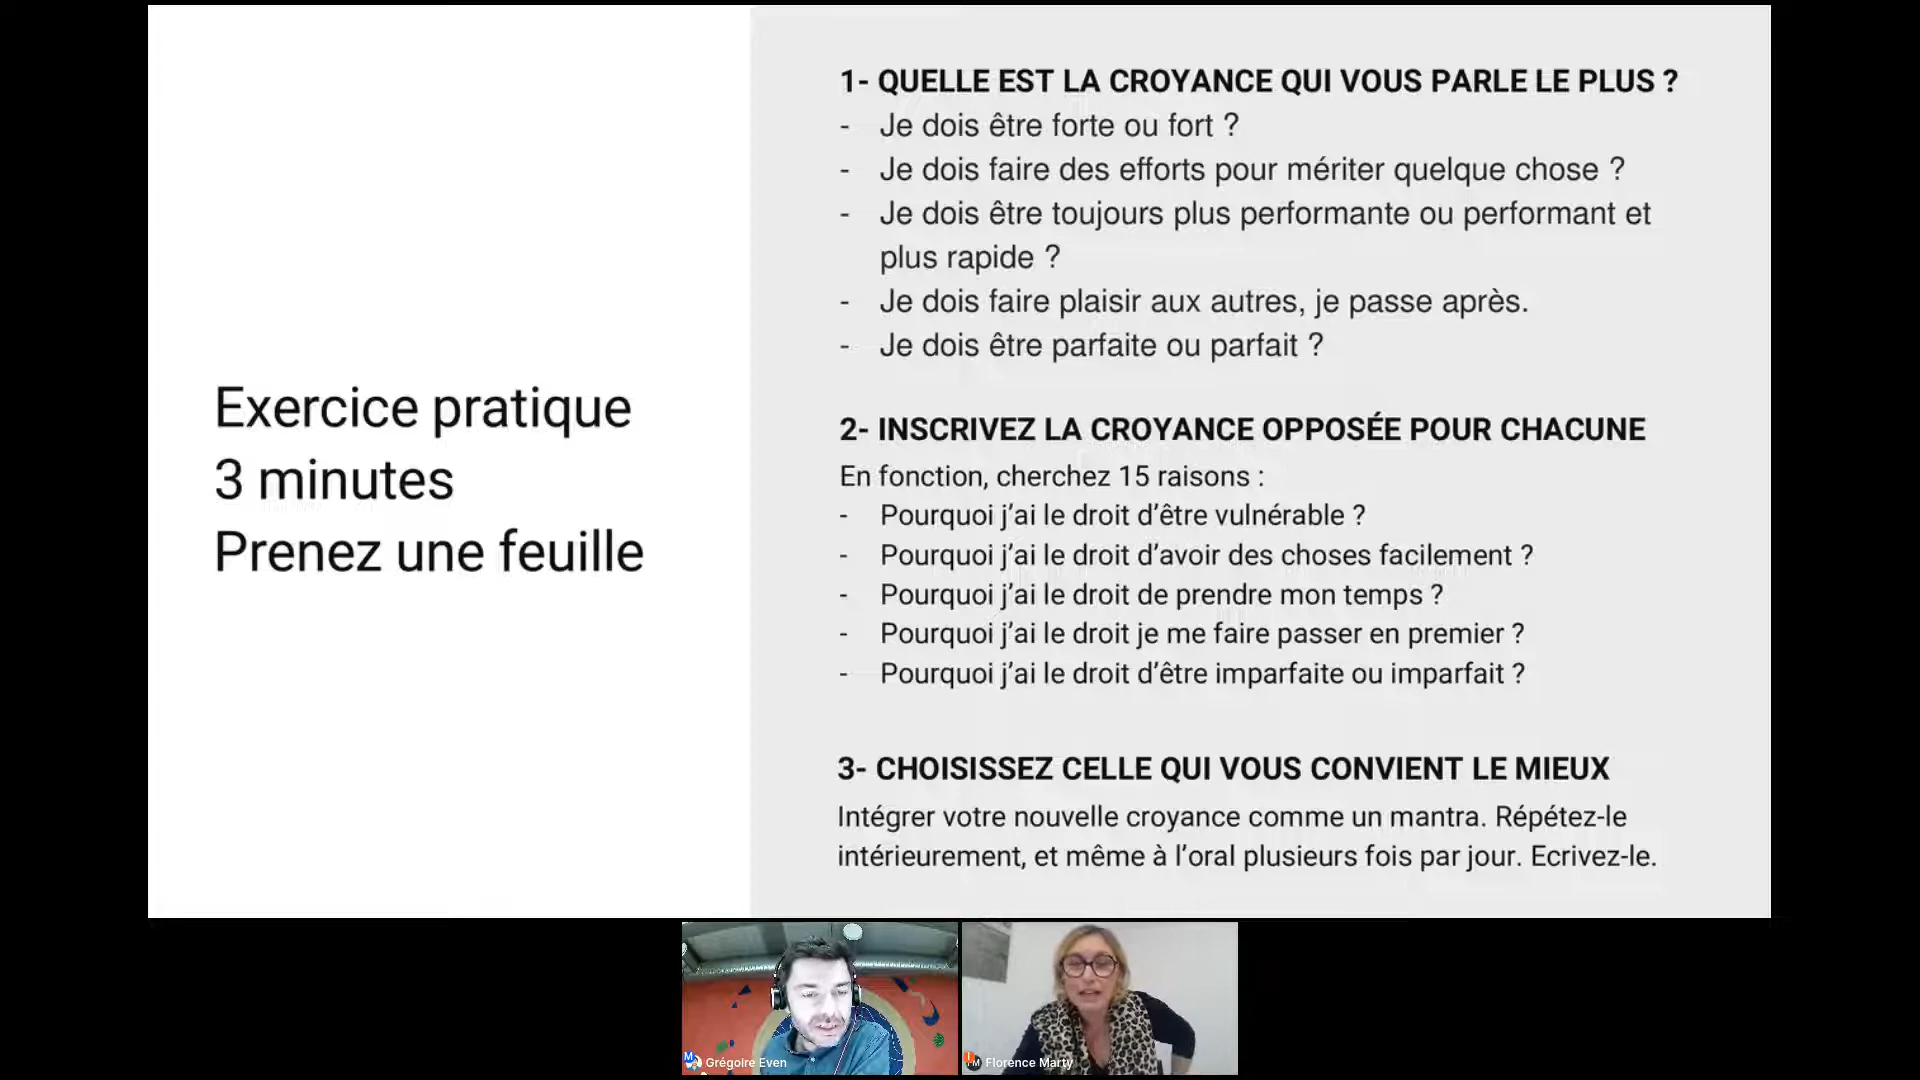 Exercice pratique
3 minutes
Prenez une feuille
1- QUELLE EST LA CROYANCE QUI VOUS PARLE LE PLUS ?
- Je dois être forte ou fort ?
- Je dois faire des efforts pour mériter quelque chose ?
- Je dois être toujours plus performante ou performant et
plus rapide ?
- Je dois faire plaisir aux autres, je passe après.
- Je dois être parfaite ou parfait ?
2- INSCRIVEZ LA CROYANCE OPPOSÉE POUR CHACUNE
En fonction, cherchez 15 raisons :
- Pourquoi j’ai le droit d’être vulnérable ?
- Pourquoi j’ai le droit d’avoir des choses facilement ?
- Pourquoi j’ai le droit de prendre mon temps ?
- Pourquoi j’ai le droit je me faire passer en premier ?
- Pourquoi j’ai le droit d’être imparfaite ou imparfait ?
3- CHOISISSEZ CELLE QUI VOUS CONVIENT LE MIEUX
Intégrer votre nouvelle croyance comme un mantra. Répétez-le
intérieurement, et même à l’oral plusieurs fois par jour. Ecrivez-le.
Grégoire Even
Florence Marty